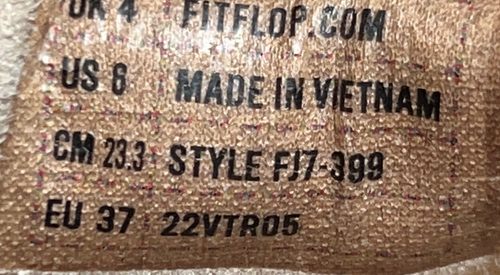 UK 4 FITFLOP.COM
US 6 MADE IN VIETNAM
CM 23.3 STYLE FJ7-399
EU 37 22VTR05